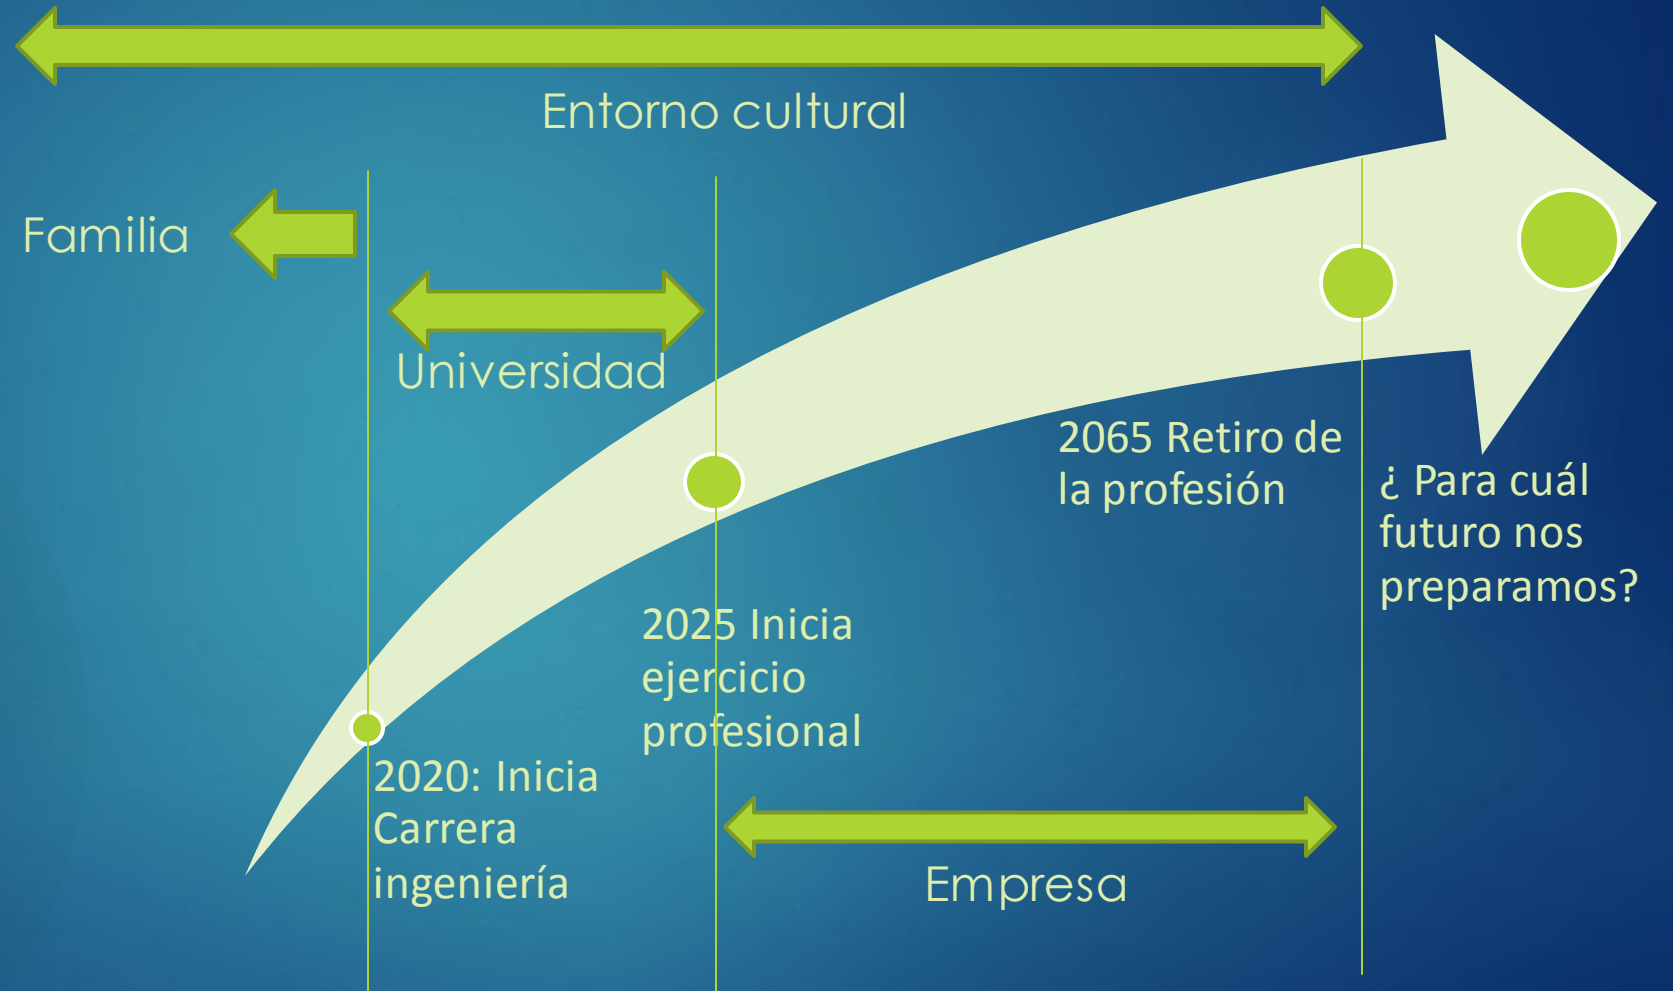 Entorno cultural
Familia
Universidad
2065 Retiro de
la profesión
¿ Para cuál
futuro nos
preparamos?
2025 Inicia
ejercicio
profesional
2020: Inicia
Carrera
ingeniería
Empresa